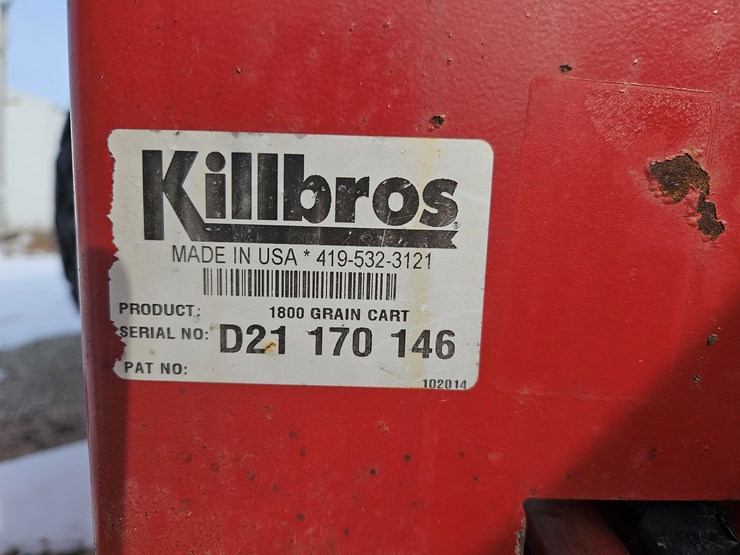 Killbros
MADE IN USA * 419-532-3121
PRODUCT: 1800 GRAIN CART
SERIAL NO: D21 170 146
PAT NO:
102014